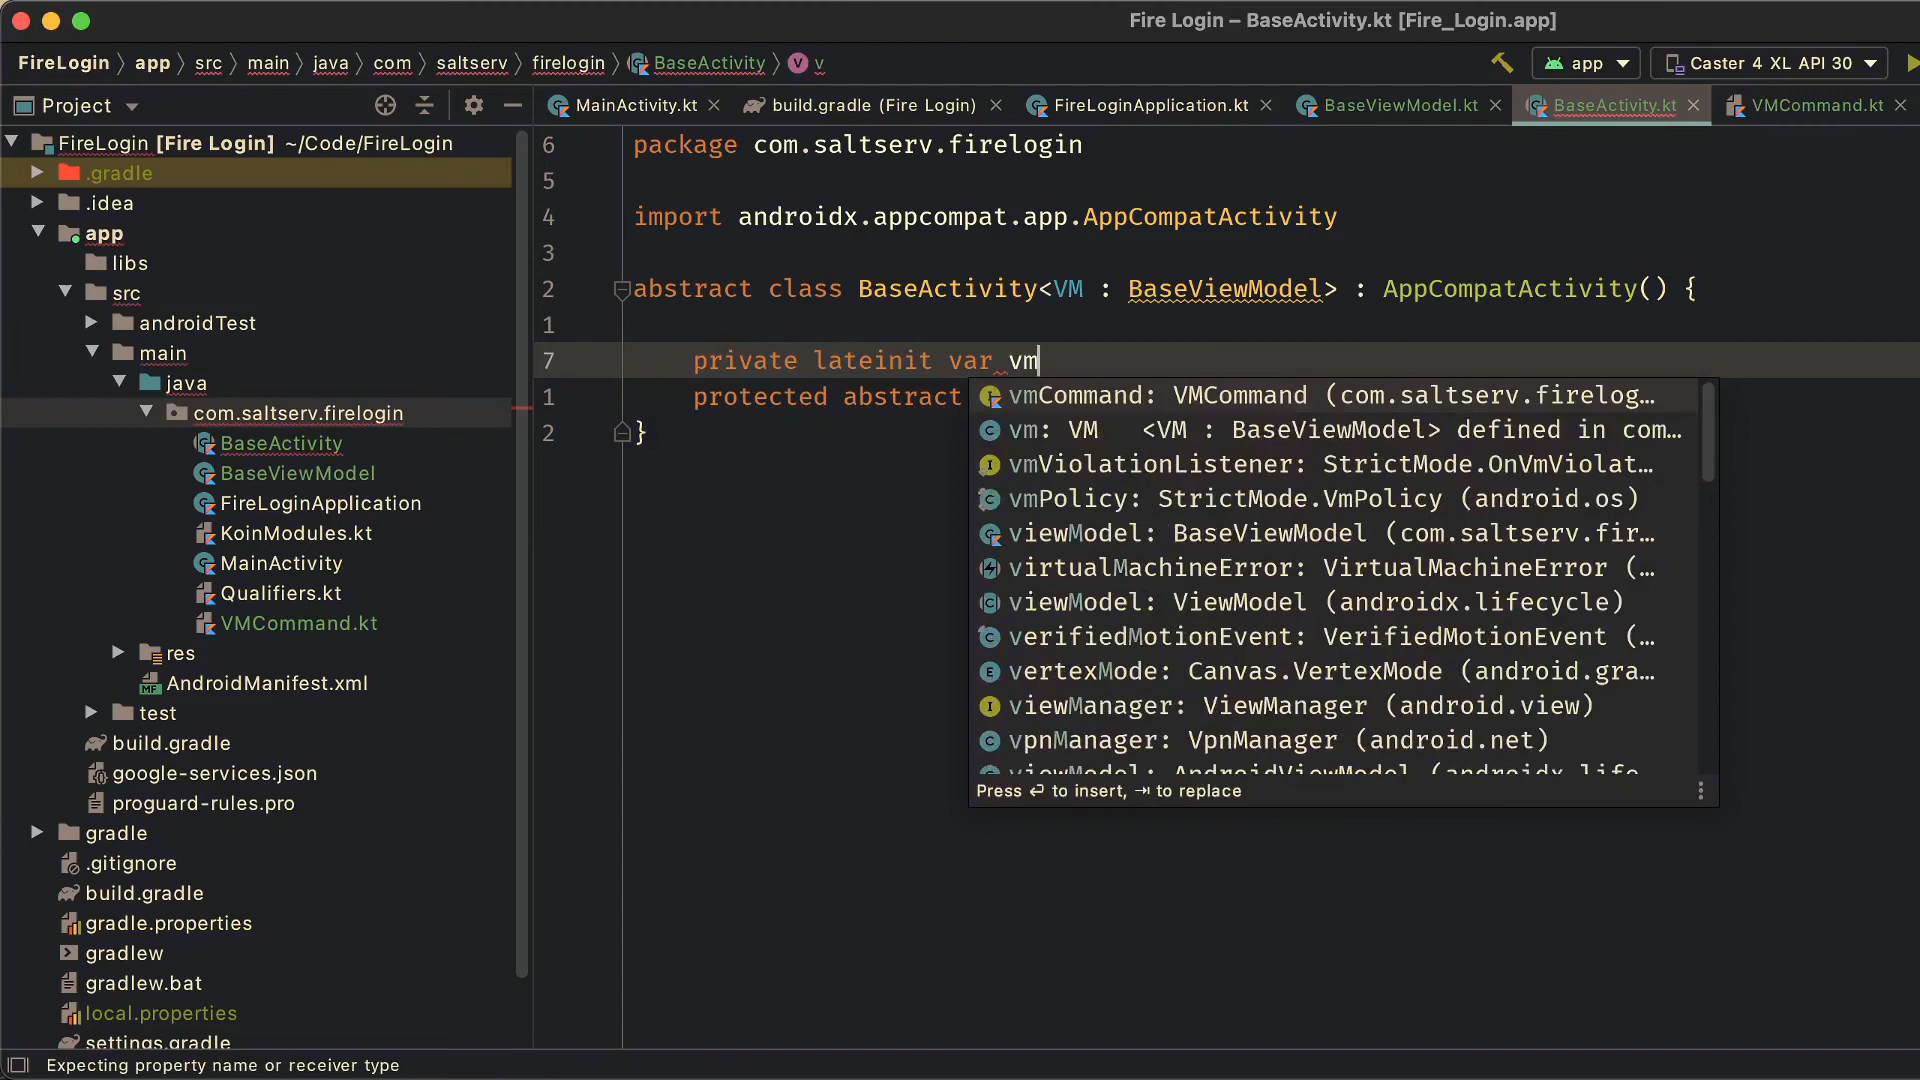 Fire Login – BaseActivity.kt [Fire_Login.app]
FireLogin app src main java com saltserv firelogin BaseActivity v
app
Caster 4 XL API 30
Project
MainActivity.kt
build.gradle (Fire Login)
FireLoginApplication.kt
BaseViewModel.kt
BaseActivity.kt
VMCommand.kt
FireLogin [Fire Login] ~/Code/FireLogin
.gradle
.idea
app
libs
src
androidTest
main
java
com.saltserv.firelogin
BaseActivity
BaseViewModel
FireLoginApplication
KoinModules.kt
MainActivity
Qualifiers.kt
VMCommand.kt
res
AndroidManifest.xml
test
build.gradle
google-services.json
proguard-rules.pro
gradle
.gitignore
build.gradle
gradle.properties
gradlew
gradlew.bat
local.properties
settings.gradle
6 package com.saltserv.firelogin
5
4 import androidx.appcompat.app.AppCompatActivity
3
2 abstract class BaseActivity<VM : BaseViewModel> : AppCompatActivity() {
1
7 private lateinit var vm
1 protected abstract
2 }
vmCommand: VMCommand (com.saltserv.firelog…
vm: VM <VM : BaseViewModel> defined in com…
vmViolationListener: StrictMode.OnVmViolat…
vmPolicy: StrictMode.VmPolicy (android.os)
viewModel: BaseViewModel (com.saltserv.fir…
virtualMachineError: VirtualMachineError (…
viewModel: ViewModel (androidx.lifecycle)
verifiedMotionEvent: VerifiedMotionEvent (…
vertexMode: Canvas.VertexMode (android.gra…
viewManager: ViewManager (android.view)
vpnManager: VpnManager (android.net)
viewModel: AndroidViewModel (androidx.life
Press ↵ to insert, ⇥ to replace
Expecting property name or receiver type